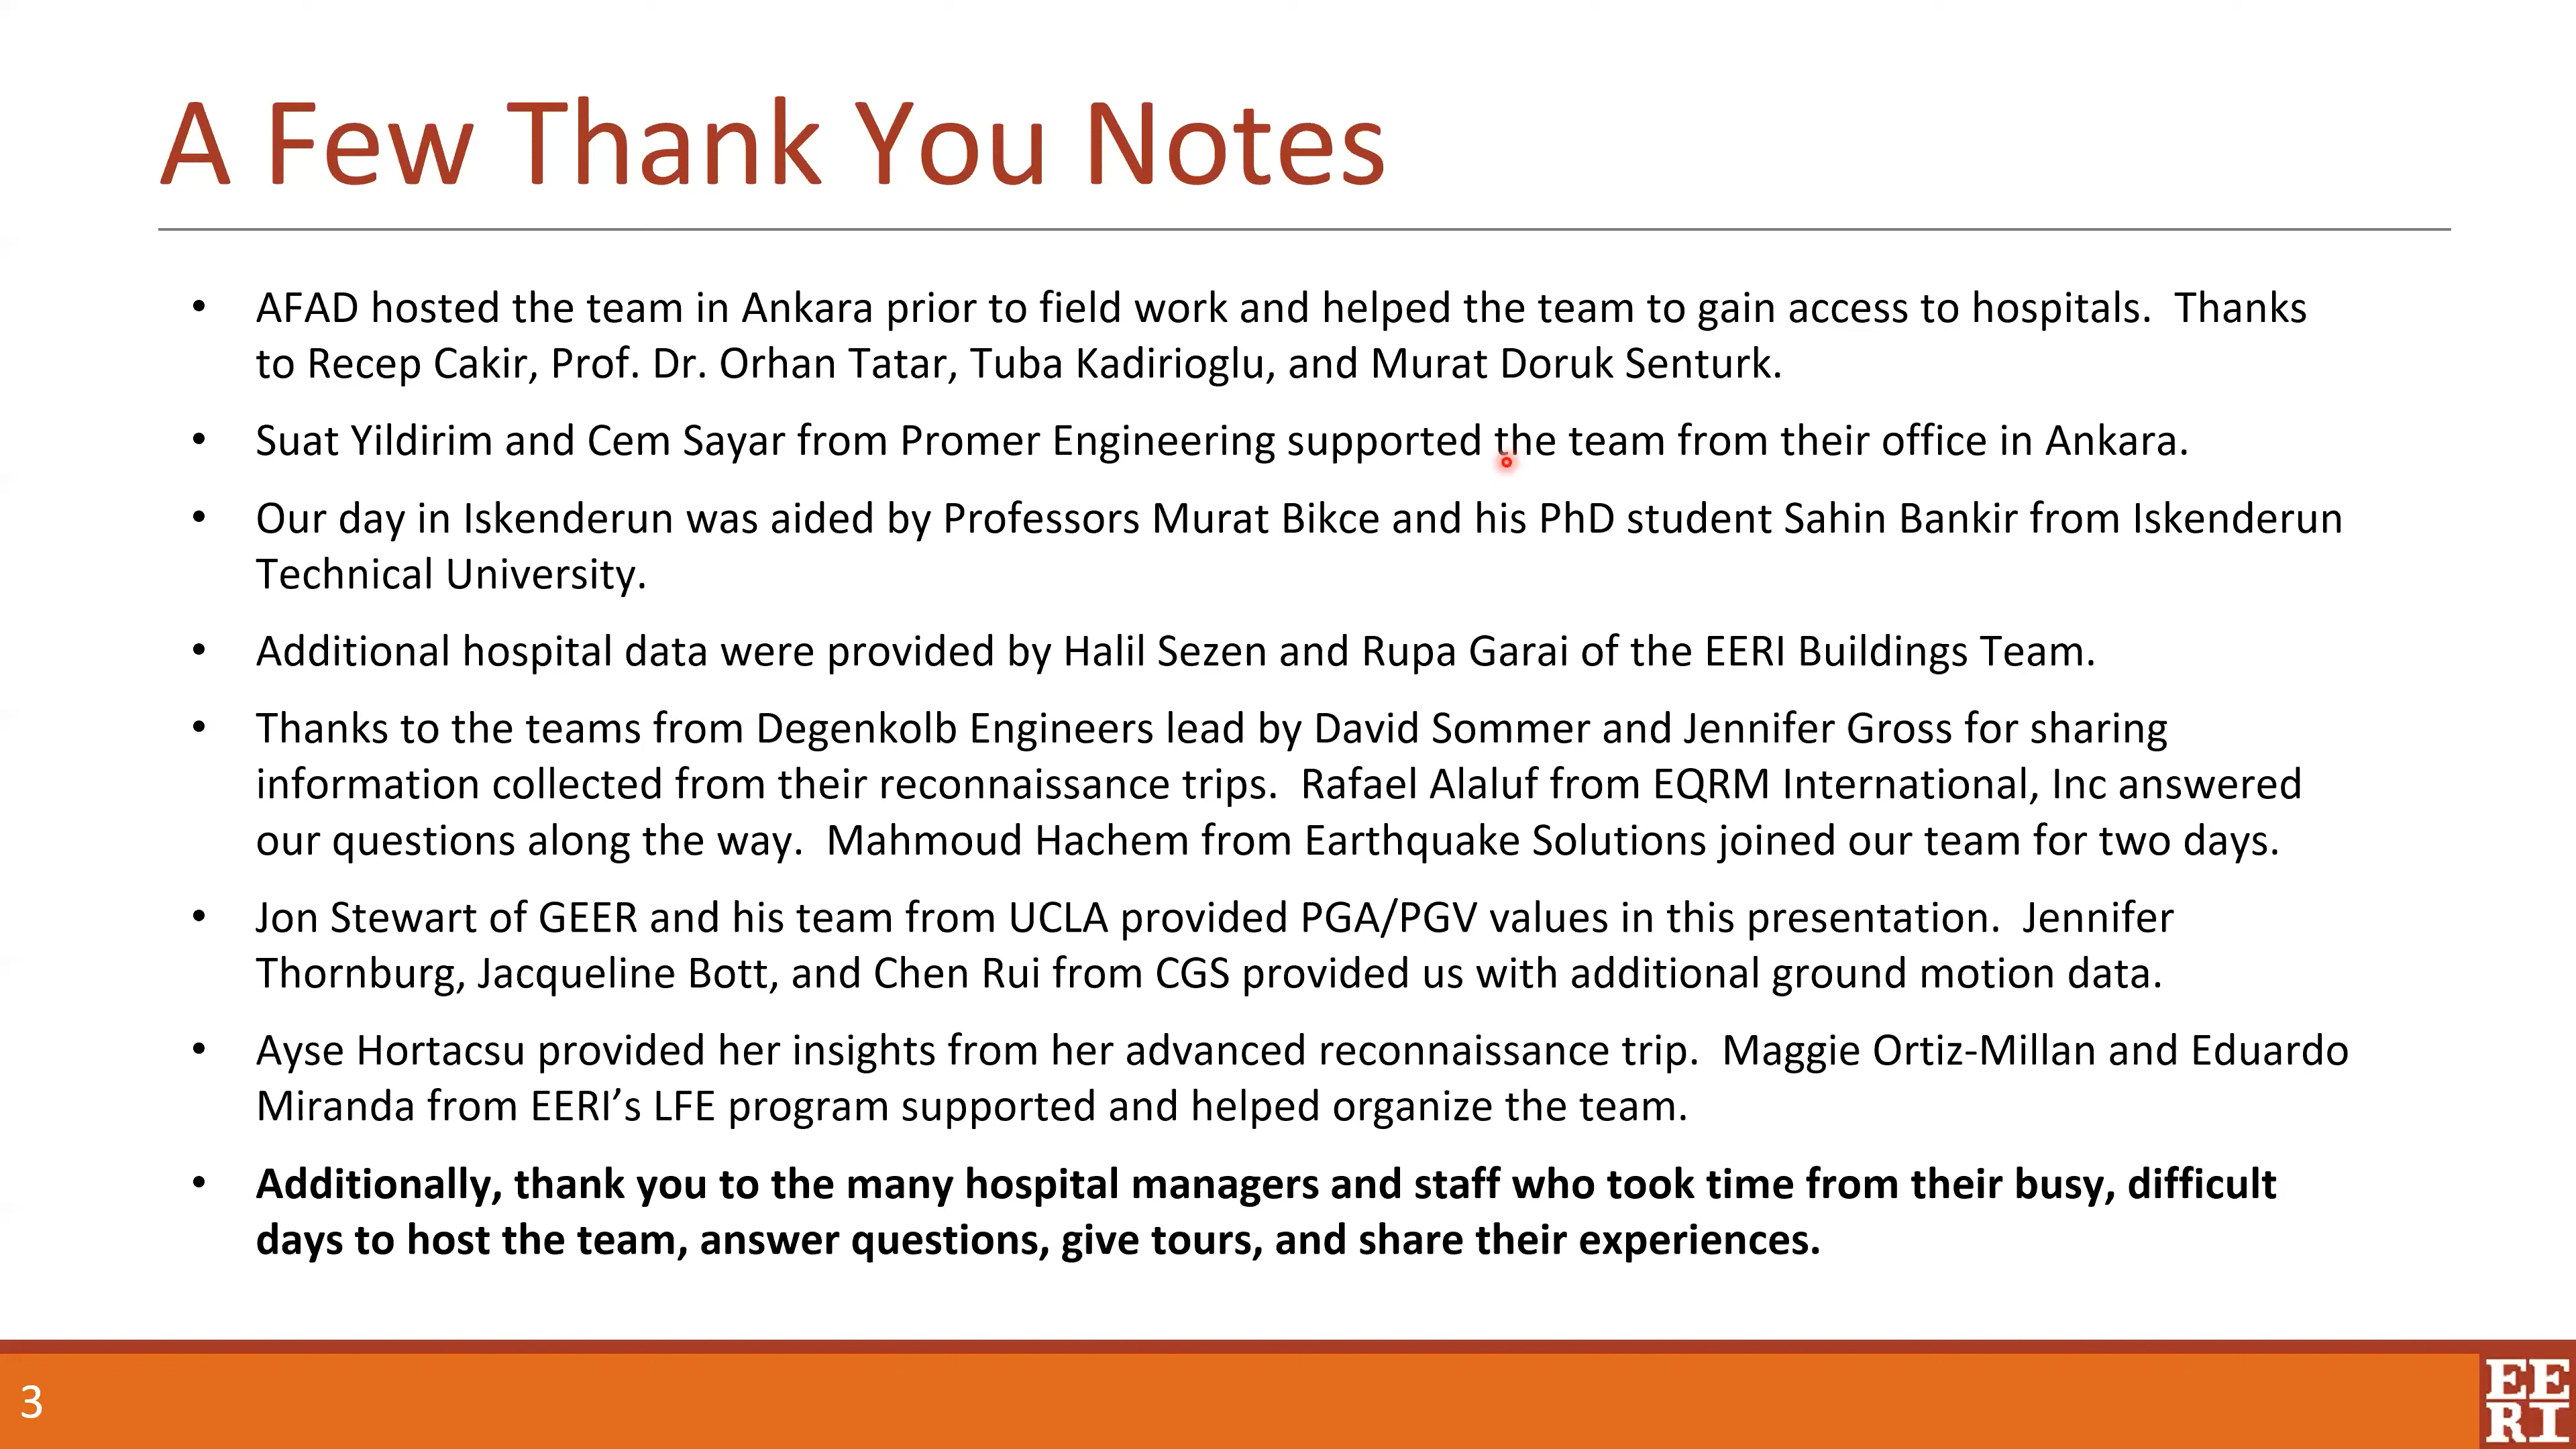 A Few Thank You Notes
• AFAD hosted the team in Ankara prior to field work and helped the team to gain access to hospitals.  Thanks
to Recep Cakir, Prof. Dr. Orhan Tatar, Tuba Kadirioglu, and Murat Doruk Senturk.
• Suat Yildirim and Cem Sayar from Promer Engineering supported the team from their office in Ankara.
• Our day in Iskenderun was aided by Professors Murat Bikce and his PhD student Sahin Bankir from Iskenderun
Technical University.
• Additional hospital data were provided by Halil Sezen and Rupa Garai of the EERI Buildings Team.
• Thanks to the teams from Degenkolb Engineers lead by David Sommer and Jennifer Gross for sharing
information collected from their reconnaissance trips.  Rafael Alaluf from EQRM International, Inc answered
our questions along the way.  Mahmoud Hachem from Earthquake Solutions joined our team for two days.
• Jon Stewart of GEER and his team from UCLA provided PGA/PGV values in this presentation.  Jennifer
Thornburg, Jacqueline Bott, and Chen Rui from CGS provided us with additional ground motion data.
• Ayse Hortacsu provided her insights from her advanced reconnaissance trip.  Maggie Ortiz-Millan and Eduardo
Miranda from EERI’s LFE program supported and helped organize the team.
• Additionally, thank you to the many hospital managers and staff who took time from their busy, difficult
days to host the team, answer questions, give tours, and share their experiences.
3
EE
RI